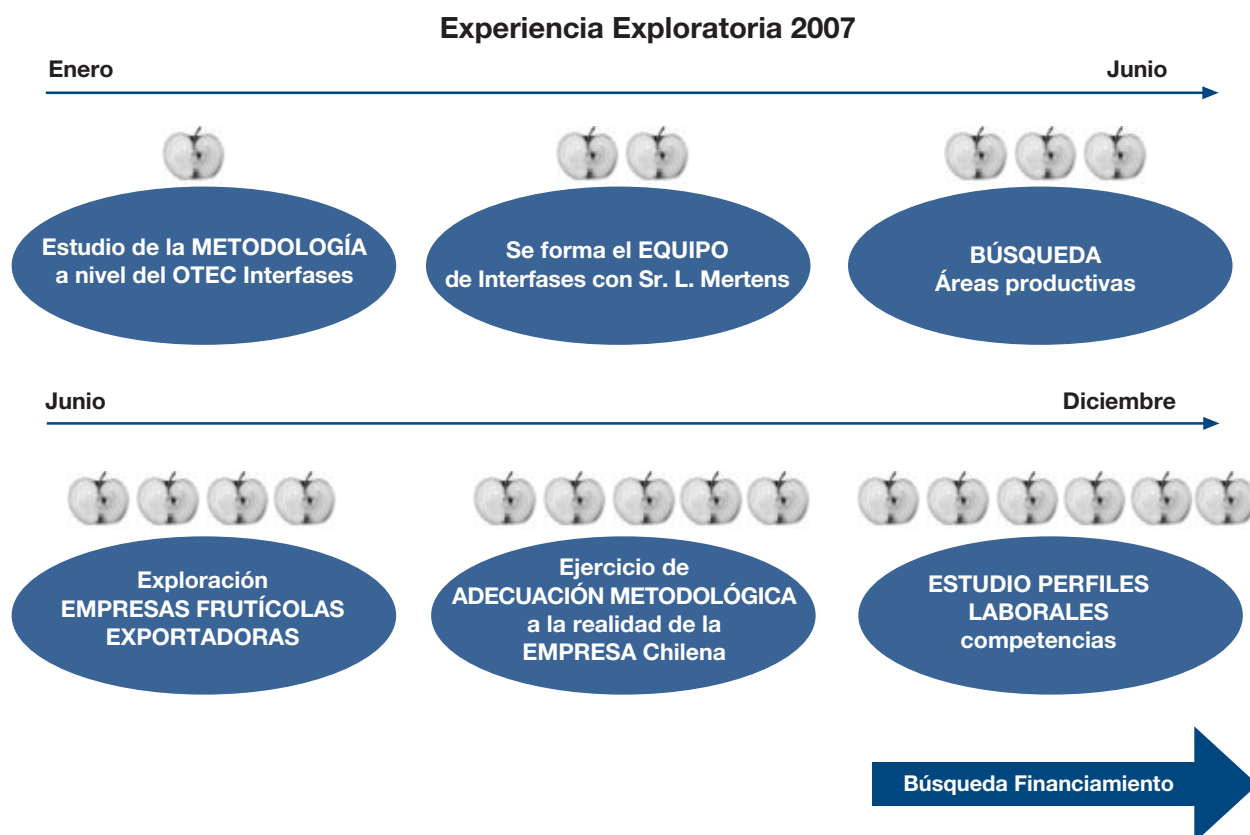 Experiencia Exploratoria 2007
Enero
Junio
Estudio de la METODOLOGÍA
a nivel del OTEC Interfases
Se forma el EQUIPO
de Interfases con Sr. L. Mertens
BÚSQUEDA
Áreas productivas
Junio
Diciembre
Exploración
EMPRESAS FRUTÍCOLAS
EXPORTADORAS
Ejercicio de
ADECUACIÓN METODOLÓGICA
a la realidad de la
EMPRESA Chilena
ESTUDIO PERFILES
LABORALES
competencias
Búsqueda Financiamiento